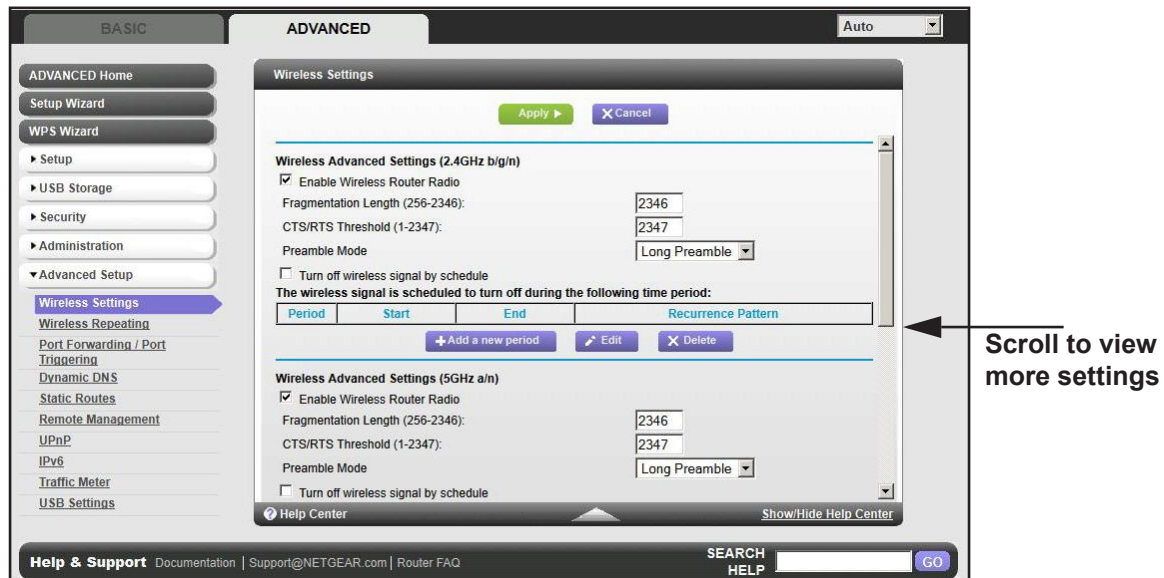 BASIC
ADVANCED
Auto
ADVANCED Home
Setup Wizard
WPS Wizard
Setup
USB Storage
Security
Administration
Advanced Setup
Wireless Settings
Wireless Repeating
Port Forwarding / Port
Triggering
Dynamic DNS
Static Routes
Remote Management
UPnP
IPv6
Traffic Meter
USB Settings
Wireless Settings
Apply
Cancel
Wireless Advanced Settings (2.4GHz b/g/n)
Enable Wireless Router Radio
Fragmentation Length (256-2346): 2346
CTS/RTS Threshold (1-2347): 2347
Preamble Mode Long Preamble
Turn off wireless signal by schedule
The wireless signal is scheduled to turn off during the following time period:
Period Start End Recurrence Pattern
Add a new period Edit Delete
Wireless Advanced Settings (5GHz a/n)
Enable Wireless Router Radio
Fragmentation Length (256-2346): 2346
CTS/RTS Threshold (1-2347): 2347
Preamble Mode Long Preamble
Turn off wireless signal by schedule
Help Center Show/Hide Help Center
Scroll to view
more settings
Help & Support Documentation | Support@NETGEAR.com | Router FAQ
SEARCH
HELP
GO